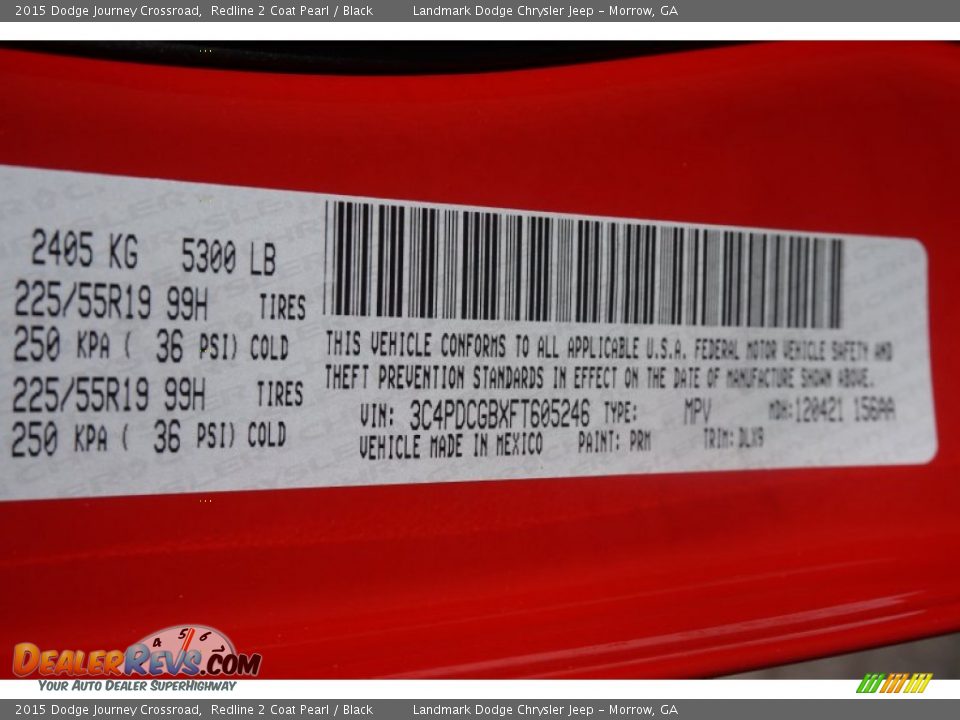 2015 Dodge Journey Crossroad, Redline 2 Coat Pearl / Black Landmark Dodge Chrysler Jeep – Morrow, GA
2405 KG 5300 LB
225/55R19 99H TIRES
250 KPA ( 36 PSI) COLD
225/55R19 99H TIRES
250 KPA ( 36 PSI) COLD
THIS VEHICLE CONFORMS TO ALL APPLICABLE U.S.A. FEDERAL MOTOR VEHICLE SAFETY AND
THEFT PREVENTION STANDARDS IN EFFECT ON THE DATE OF MANUFACTURE SHOWN ABOVE.
VIN: 3C4PDCGBXFT605246 TYPE: MPV MDH:120421 156AA
VEHICLE MADE IN MEXICO PAINT: PRM TRIM: DLX9
4 5 6
DEALERREVS.COM
YOUR AUTO DEALER SUPERHIGHWAY
2015 Dodge Journey Crossroad, Redline 2 Coat Pearl / Black Landmark Dodge Chrysler Jeep – Morrow, GA